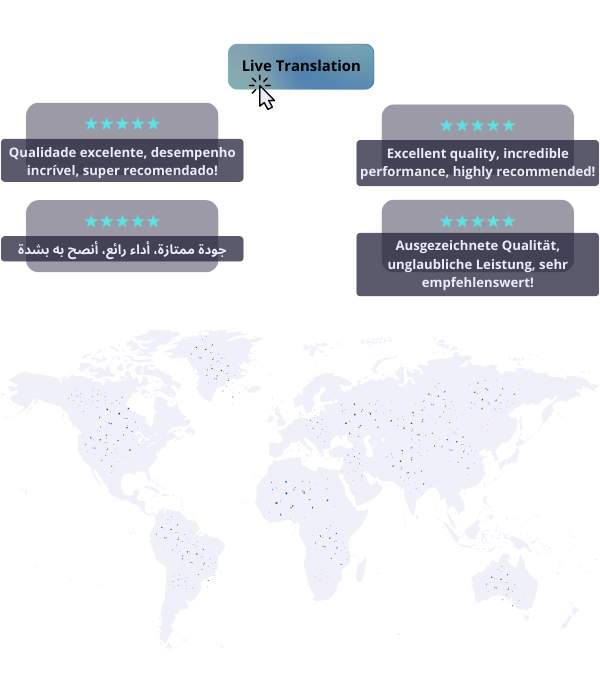 Live Translation
Qualidade excelente, desempenho
incrível, super recomendado!
Excellent quality, incredible
performance, highly recommended!
جودة ممتازة، أداء رائع، أنصح به بشدة
Ausgezeichnete Qualität,
unglaubliche Leistung, sehr
empfehlenswert!